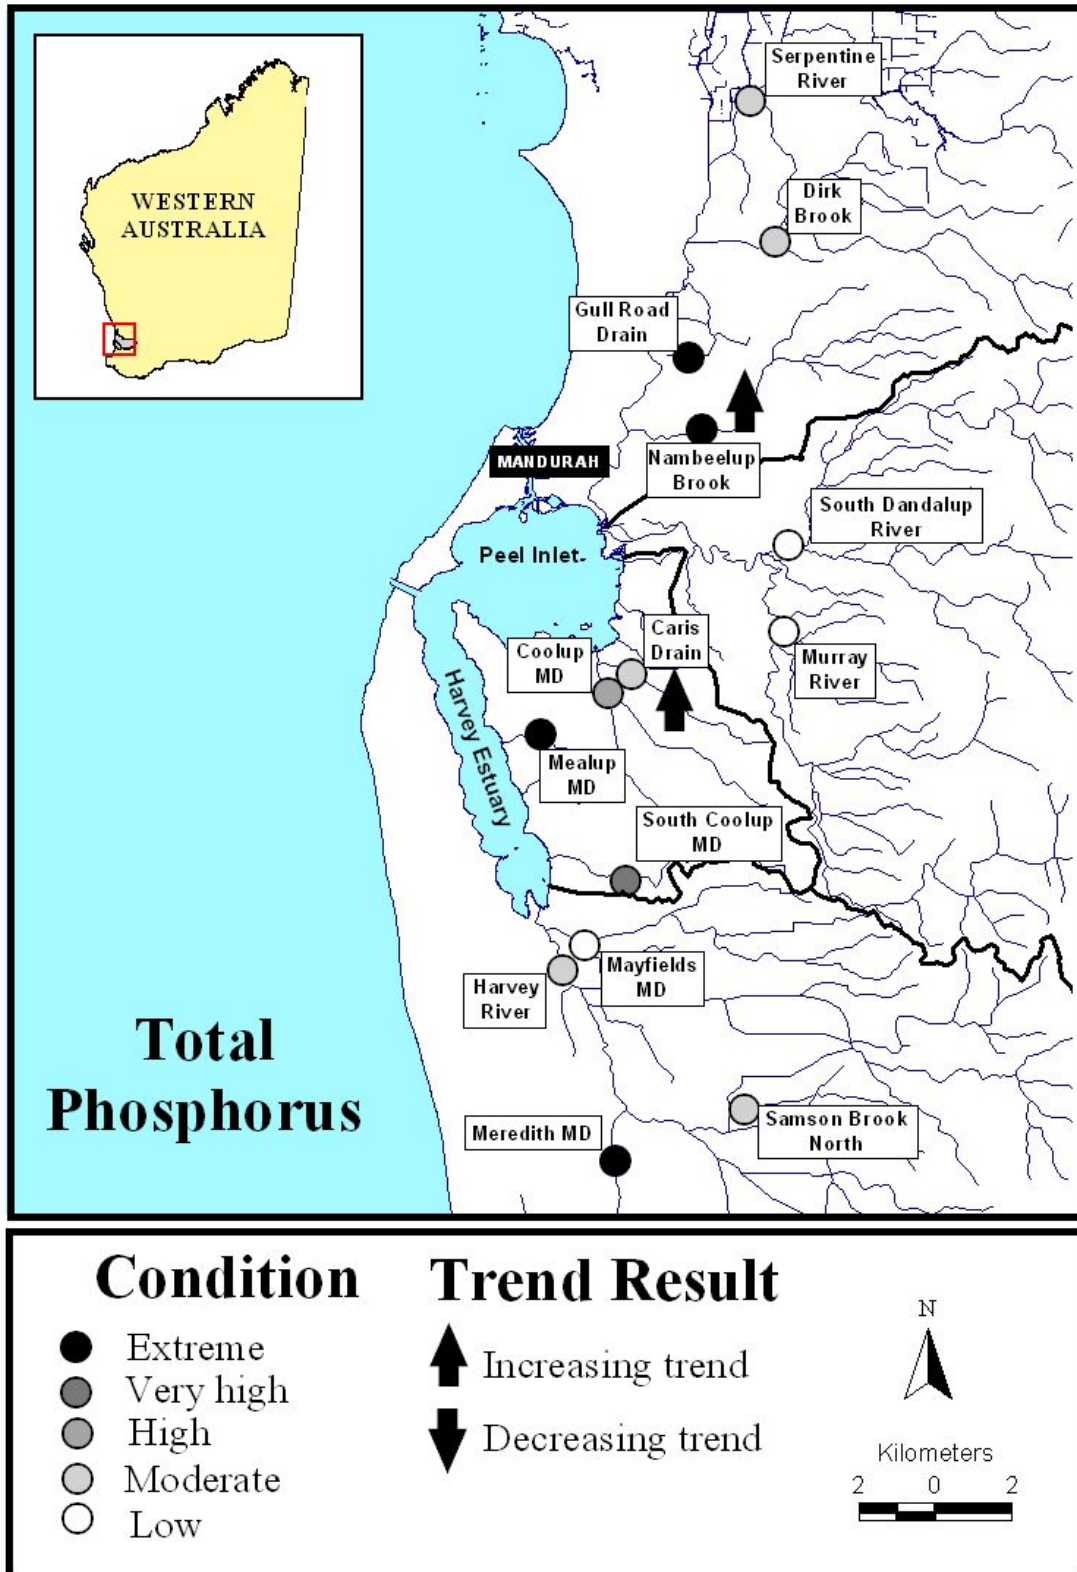 WESTERN
AUSTRALIA
Serpentine
River
Dirk
Brook
Gull Road
Drain
MANDURAH
Nambeelup
Brook
South Dandalup
River
Peel Inlet
Caris
Drain
Coolup
MD
Murray
River
Harvey Estuary
Mealup
MD
South Coolup
MD
Mayfields
MD
Harvey
River
Total
Phosphorus
Meredith MD
Samson Brook
North
Condition
Extreme
Very high
High
Moderate
Low
Trend Result
Increasing trend
Decreasing trend
N
Kilometers
2 0 2